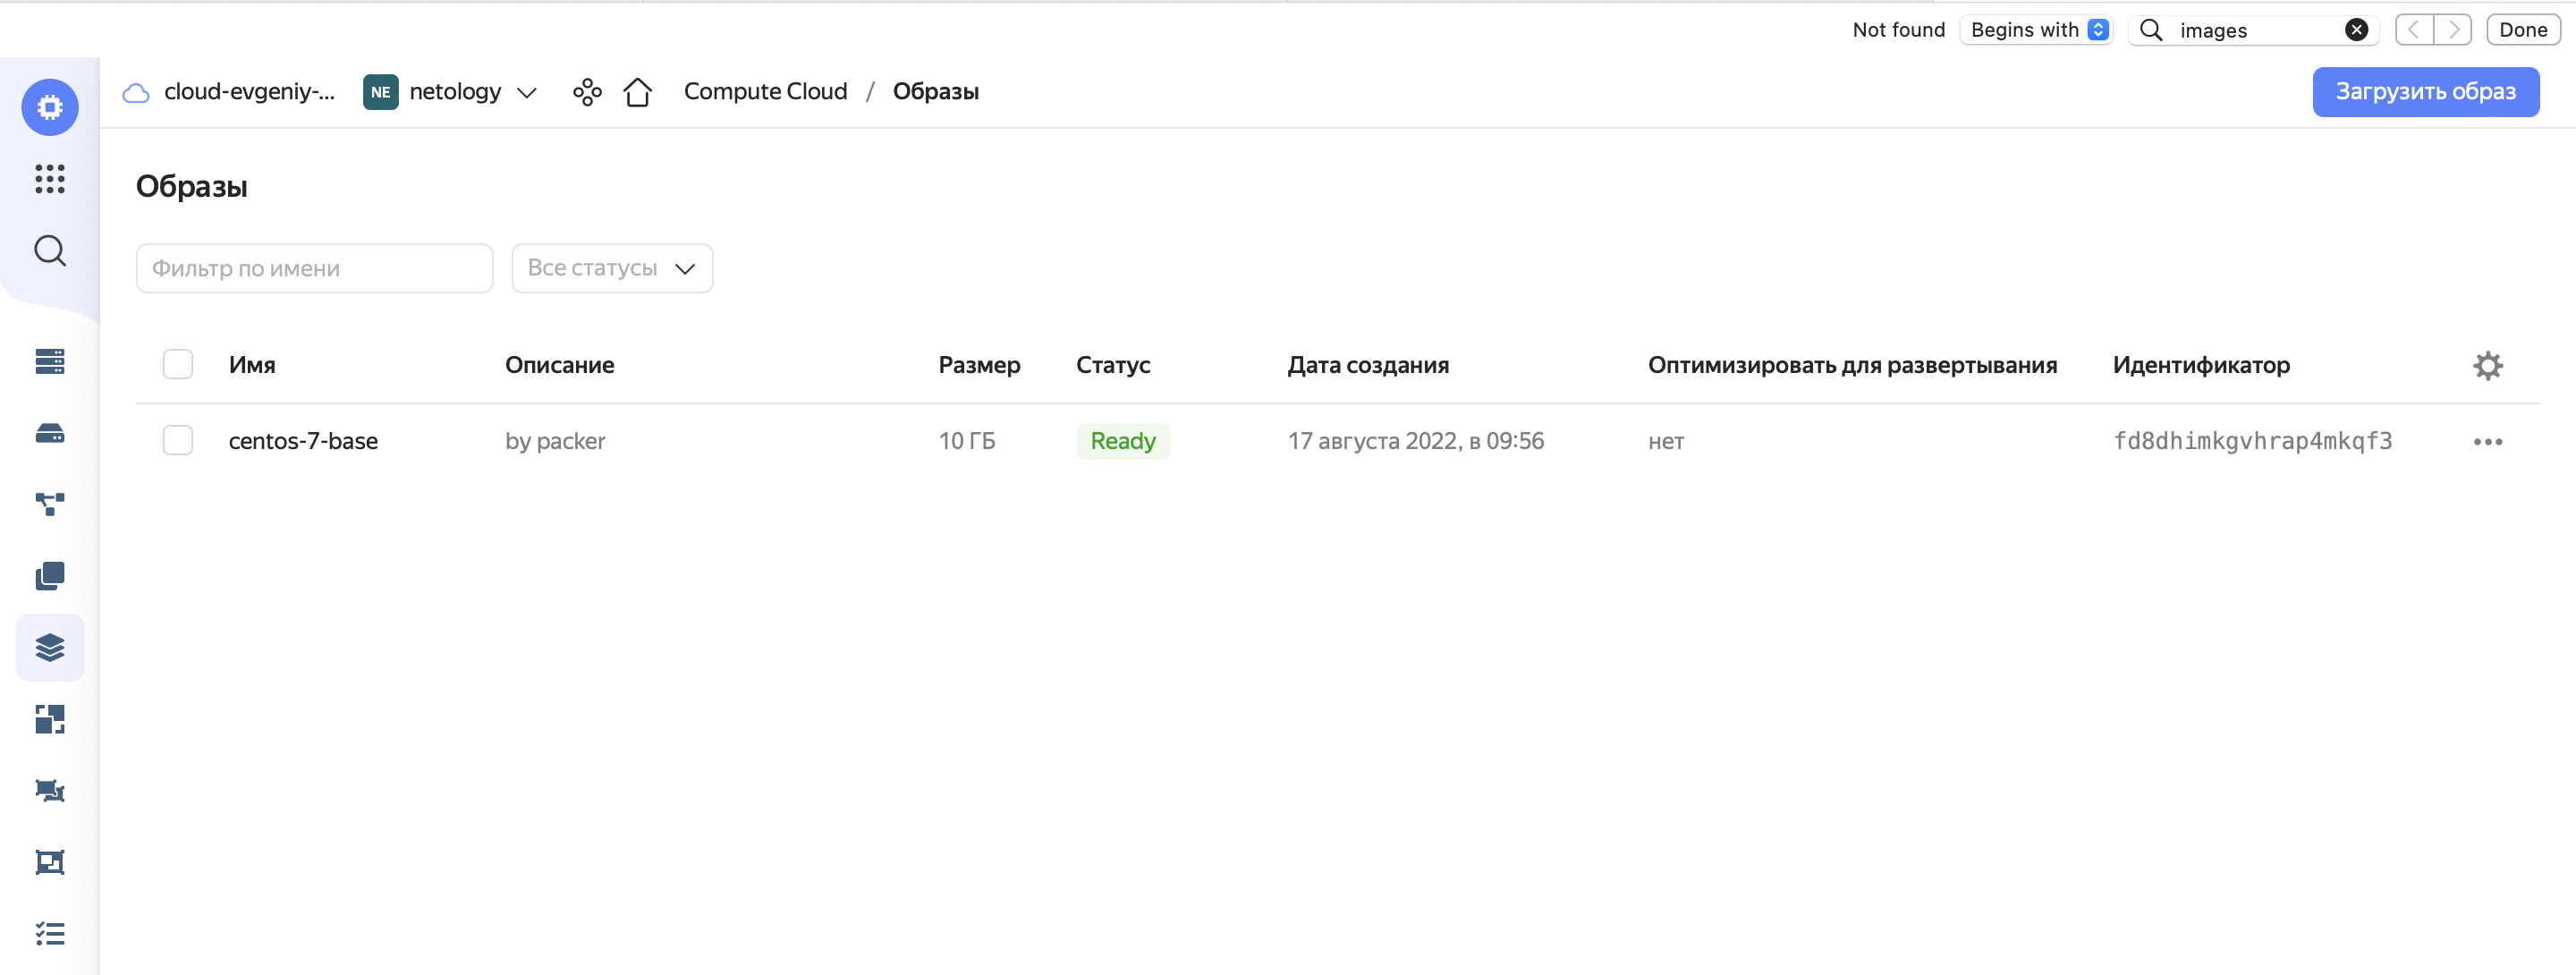 Not found Begins with images Done
cloud-evgeniy-... NE netology Compute Cloud / Образы Загрузить образ
Образы
Фильтр по имени Все статусы
Имя Описание Размер Статус Дата создания Оптимизировать для развертывания Идентификатор
centos-7-base by packer 10 ГБ Ready 17 августа 2022, в 09:56 нет fd8dhimkgvhrap4mkqf3